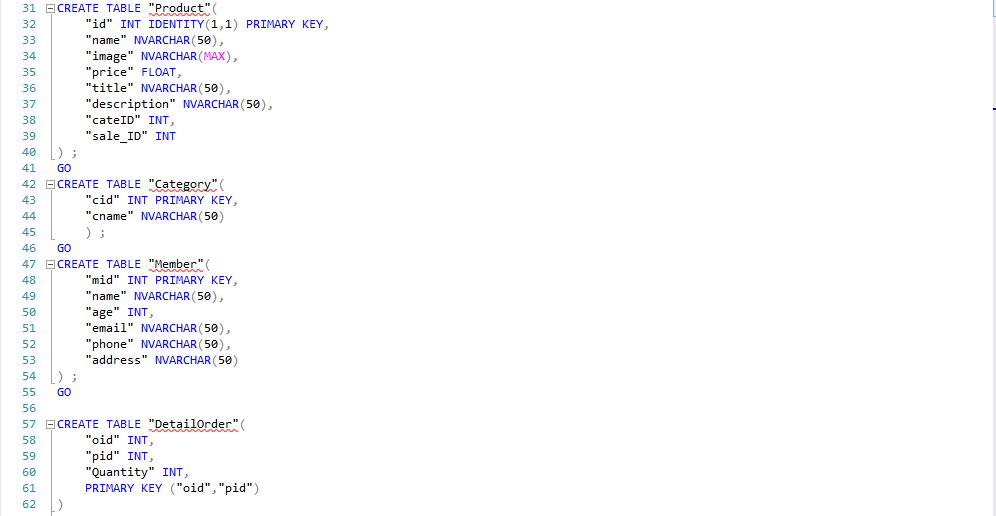 31 CREATE TABLE "Product"(
32 "id" INT IDENTITY(1,1) PRIMARY KEY,
33 "name" NVARCHAR(50),
34 "image" NVARCHAR(MAX),
35 "price" FLOAT,
36 "title" NVARCHAR(50),
37 "description" NVARCHAR(50),
38 "cateID" INT,
39 "sale_ID" INT
40 ) ;
41 GO
42 CREATE TABLE "Category"(
43 "cid" INT PRIMARY KEY,
44 "cname" NVARCHAR(50)
45 ) ;
46 GO
47 CREATE TABLE "Member"(
48 "mid" INT PRIMARY KEY,
49 "name" NVARCHAR(50),
50 "age" INT,
51 "email" NVARCHAR(50),
52 "phone" NVARCHAR(50),
53 "address" NVARCHAR(50)
54 ) ;
55 GO
56
57 CREATE TABLE "DetailOrder"(
58 "oid" INT,
59 "pid" INT,
60 "Quantity" INT,
61 PRIMARY KEY ("oid","pid")
62 )